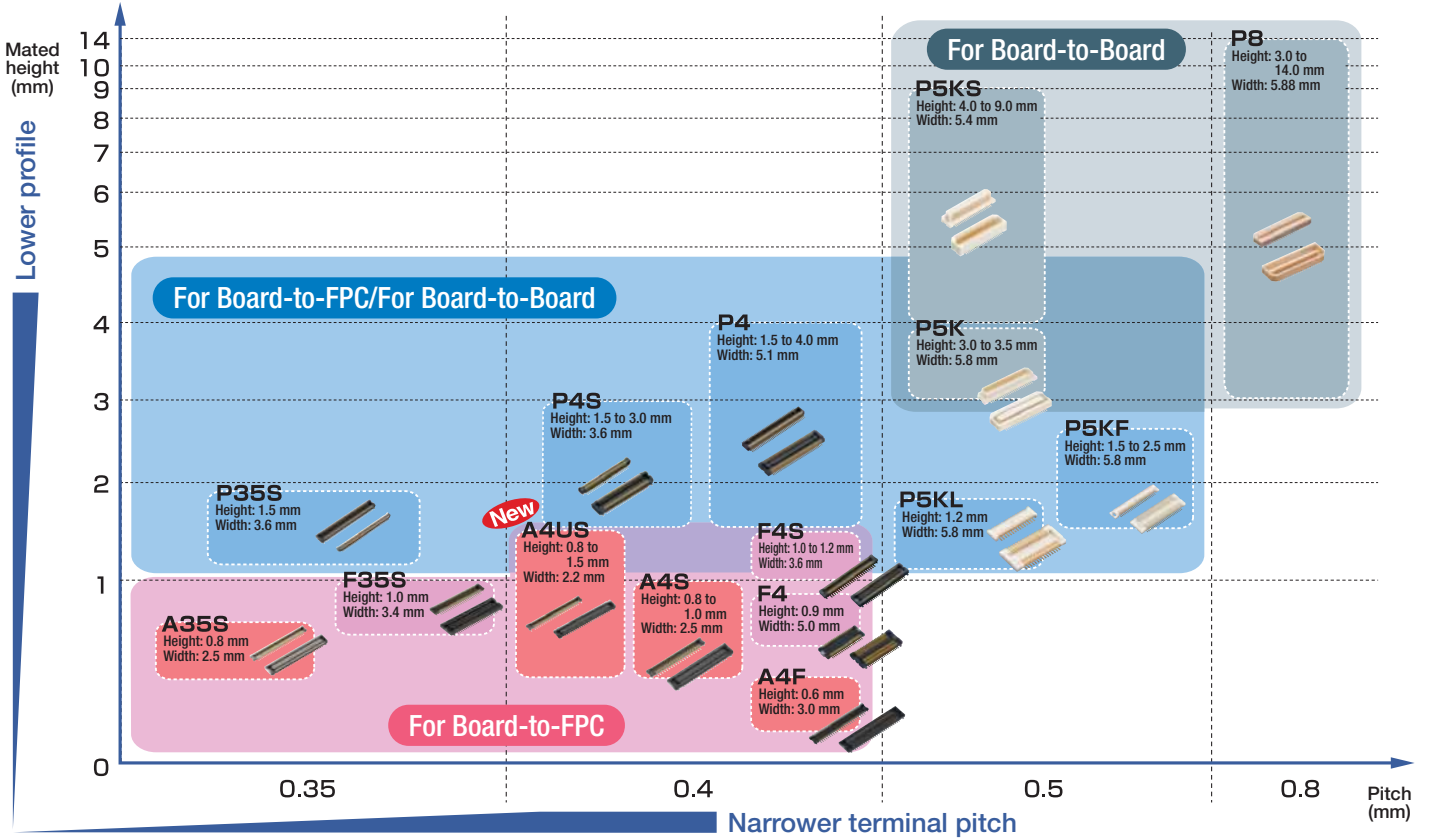 Mated
height
(mm)
14
10
9
8
7
6
5
4
3
2
1
0
Lower profile
For Board-to-Board
P8
Height: 3.0 to
14.0 mm
Width: 5.88 mm
P5KS
Height: 4.0 to 9.0 mm
Width: 5.4 mm
For Board-to-FPC/For Board-to-Board
P4
Height: 1.5 to 4.0 mm
Width: 5.1 mm
P5K
Height: 3.0 to 3.5 mm
Width: 5.8 mm
P4S
Height: 1.5 to 3.0 mm
Width: 3.6 mm
P5KF
Height: 1.5 to 2.5 mm
Width: 5.8 mm
P35S
Height: 1.5 mm
Width: 3.6 mm
P5KL
Height: 1.2 mm
Width: 5.8 mm
New
A4US
Height: 0.8 to
1.5 mm
Width: 2.2 mm
F4S
Height: 1.0 to 1.2 mm
Width: 3.6 mm
F35S
Height: 1.0 mm
Width: 3.4 mm
A4S
Height: 0.8 to
1.0 mm
Width: 2.5 mm
F4
Height: 0.9 mm
Width: 5.0 mm
A35S
Height: 0.8 mm
Width: 2.5 mm
A4F
Height: 0.6 mm
Width: 3.0 mm
For Board-to-FPC
0.35
0.4
0.5
0.8
Pitch
(mm)
Narrower terminal pitch